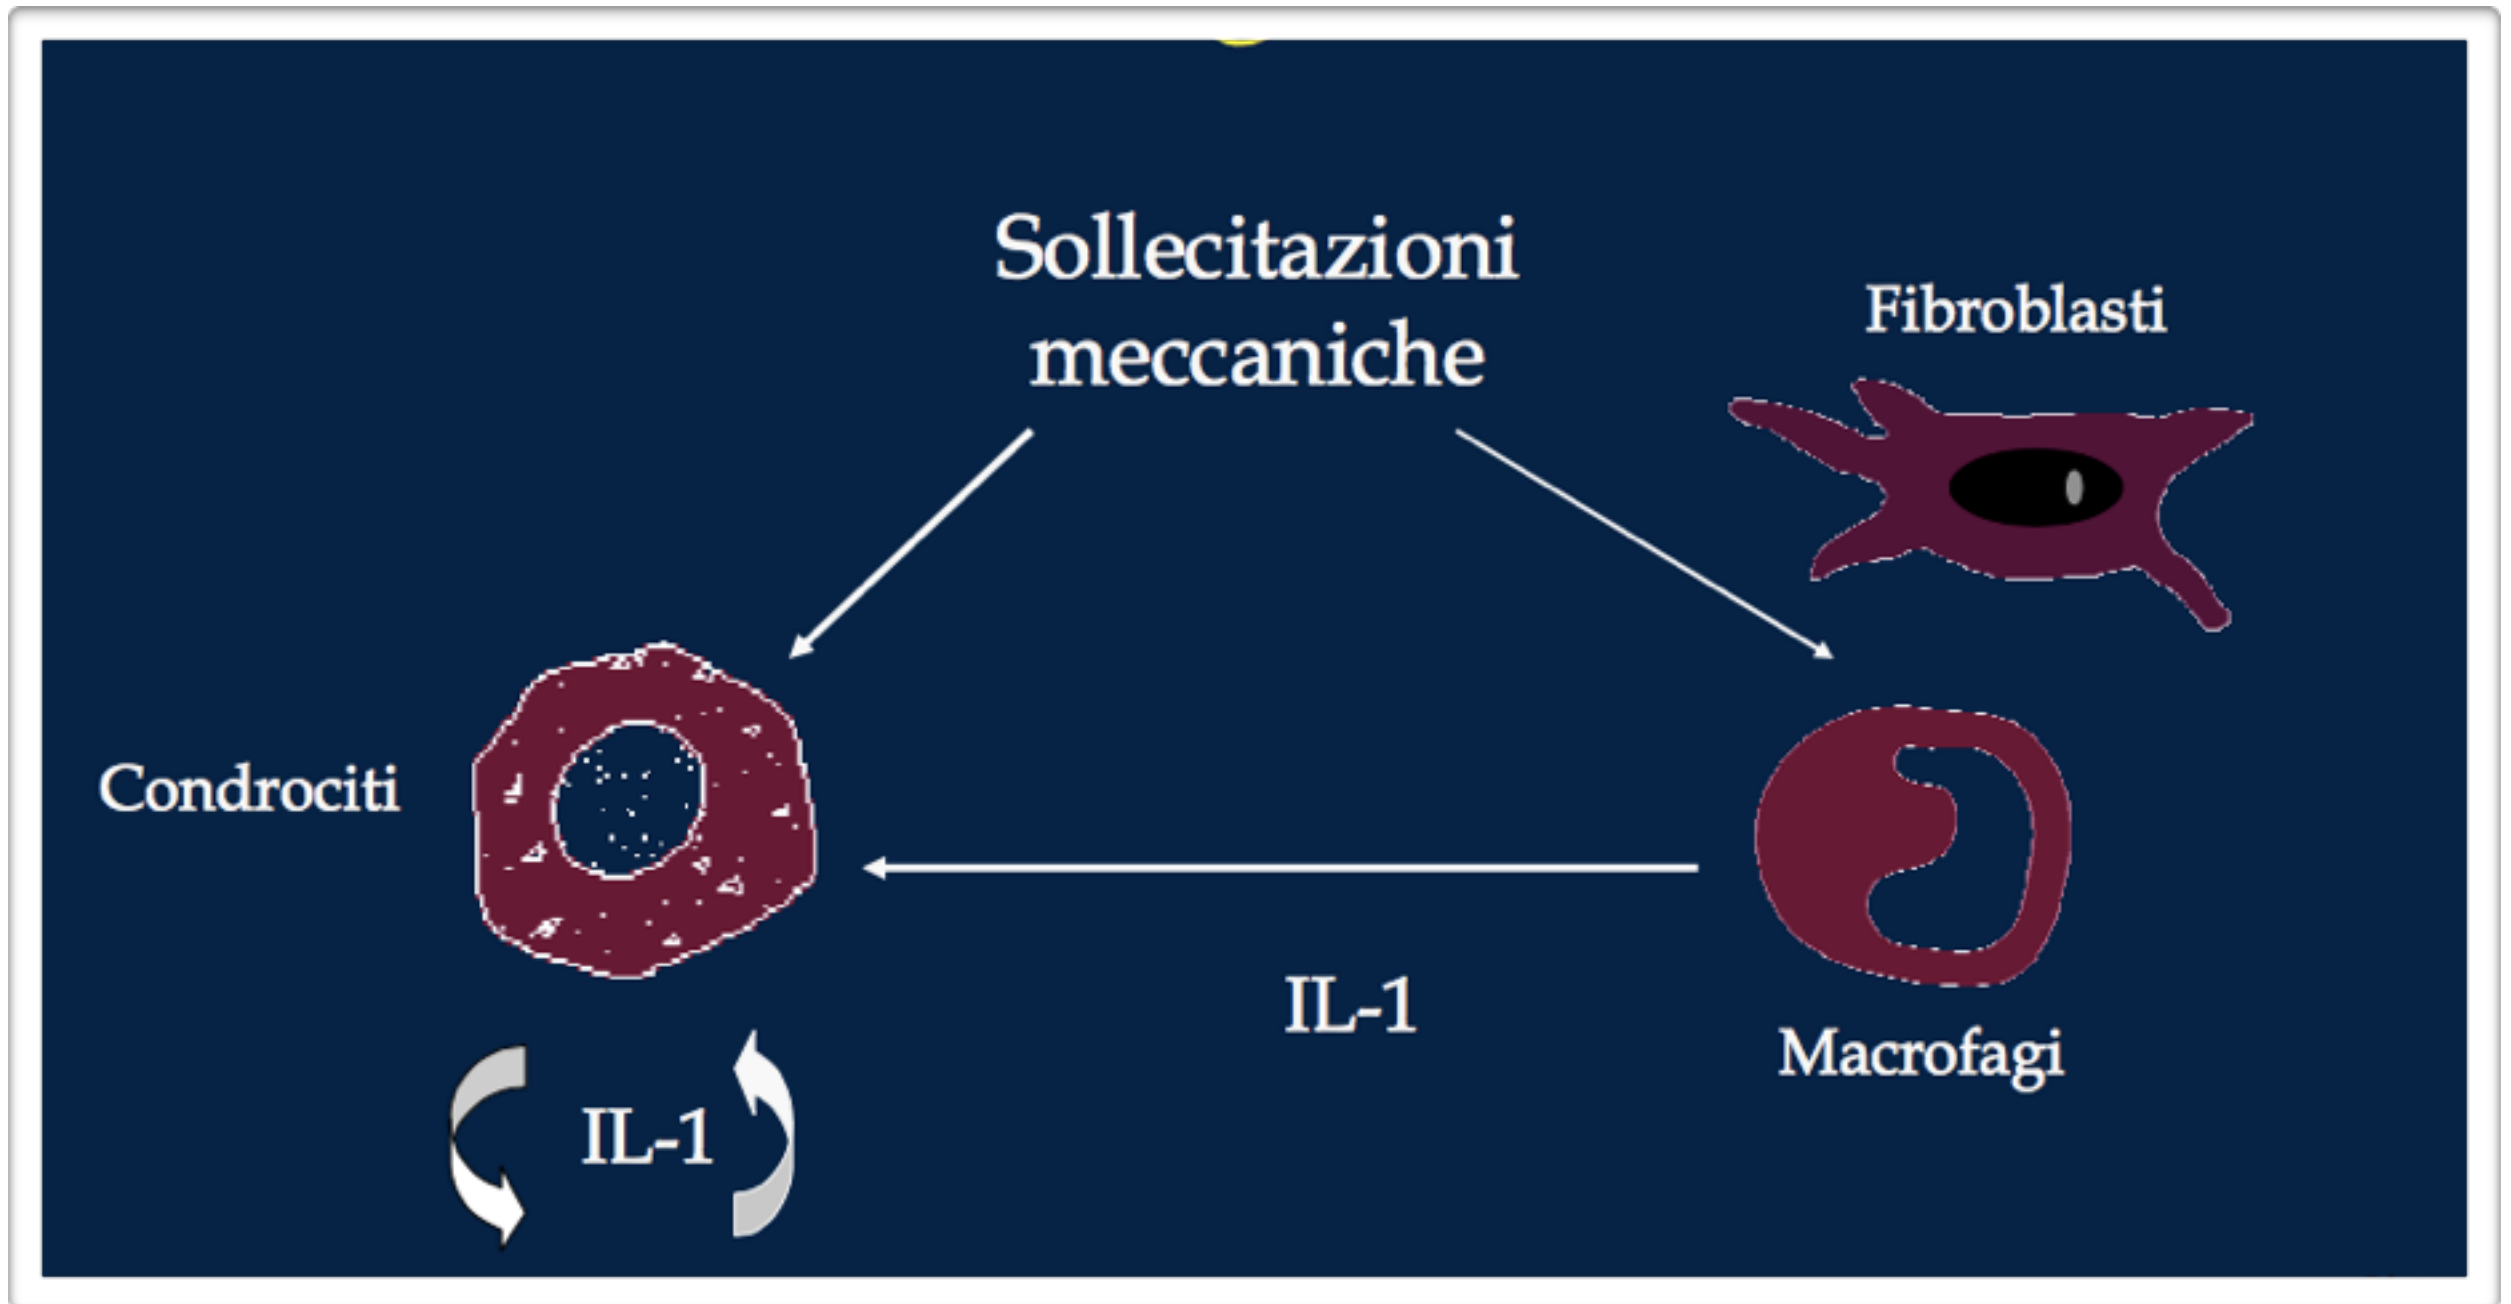 Sollecitazioni
meccaniche
Fibroblasti
Condrociti
IL-1
Macrofagi
IL-1